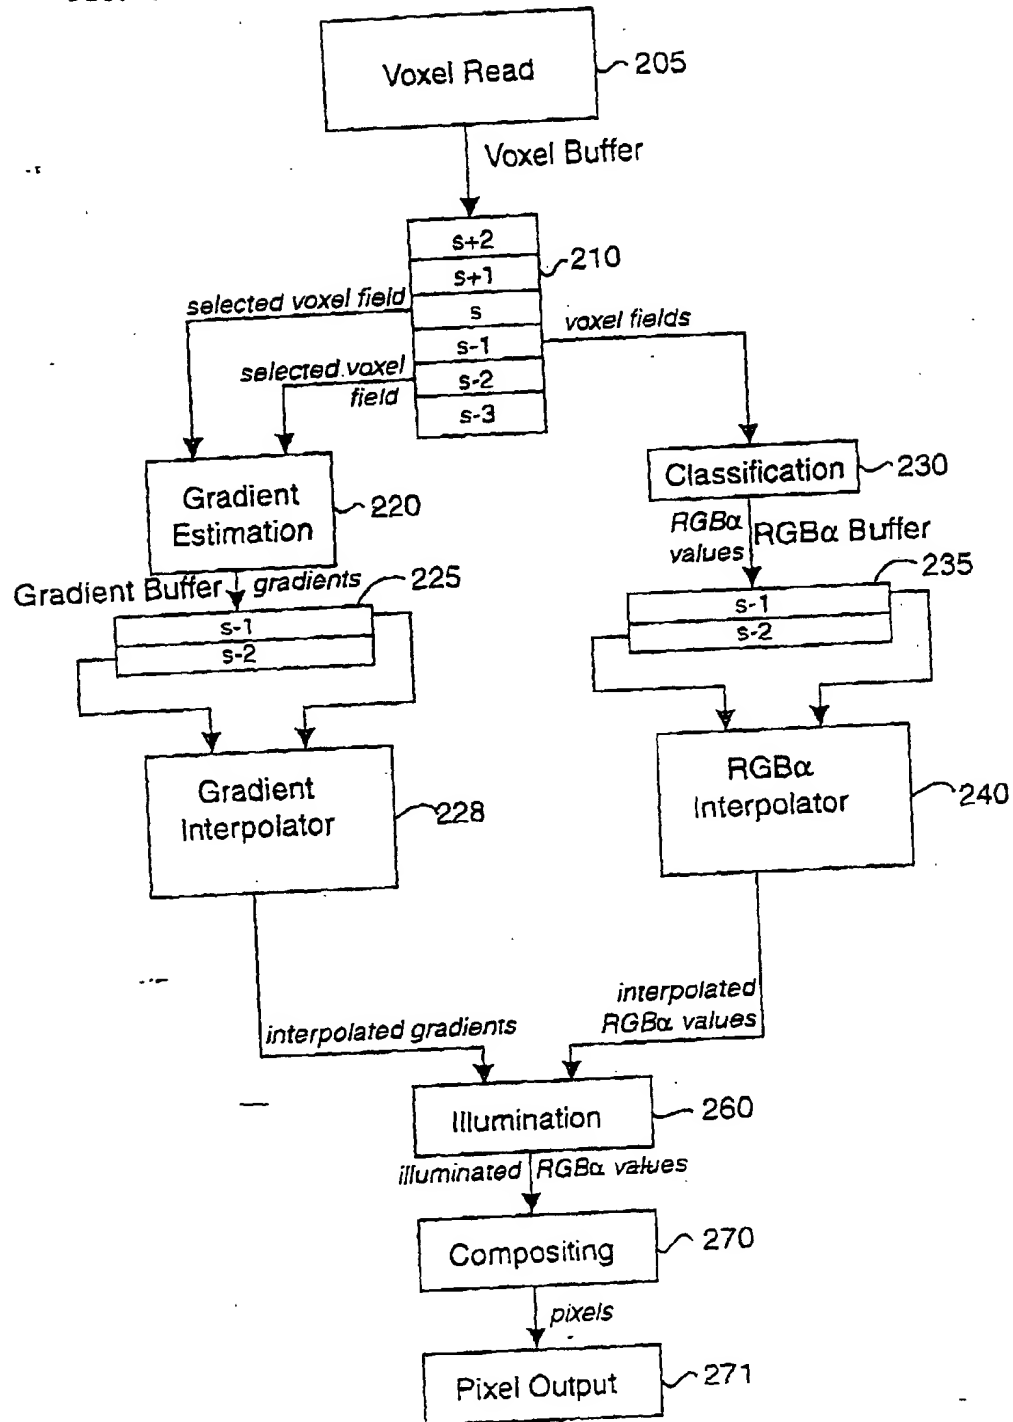 Voxel Read
205
Voxel Buffer
s+2
s+1
s
s-1
s-2
s-3
210
selected voxel field
selected voxel
field
voxel fields
Gradient
Estimation
220
Classification
230
RGBα
values
RGBα Buffer
Gradient Buffer
gradients
225
s-1
s-2
235
s-1
s-2
Gradient
Interpolator
228
RGBα
Interpolator
240
interpolated gradients
interpolated
RGBα values
Illumination
260
illuminated RGBα values
Compositing
270
pixels
Pixel Output
271